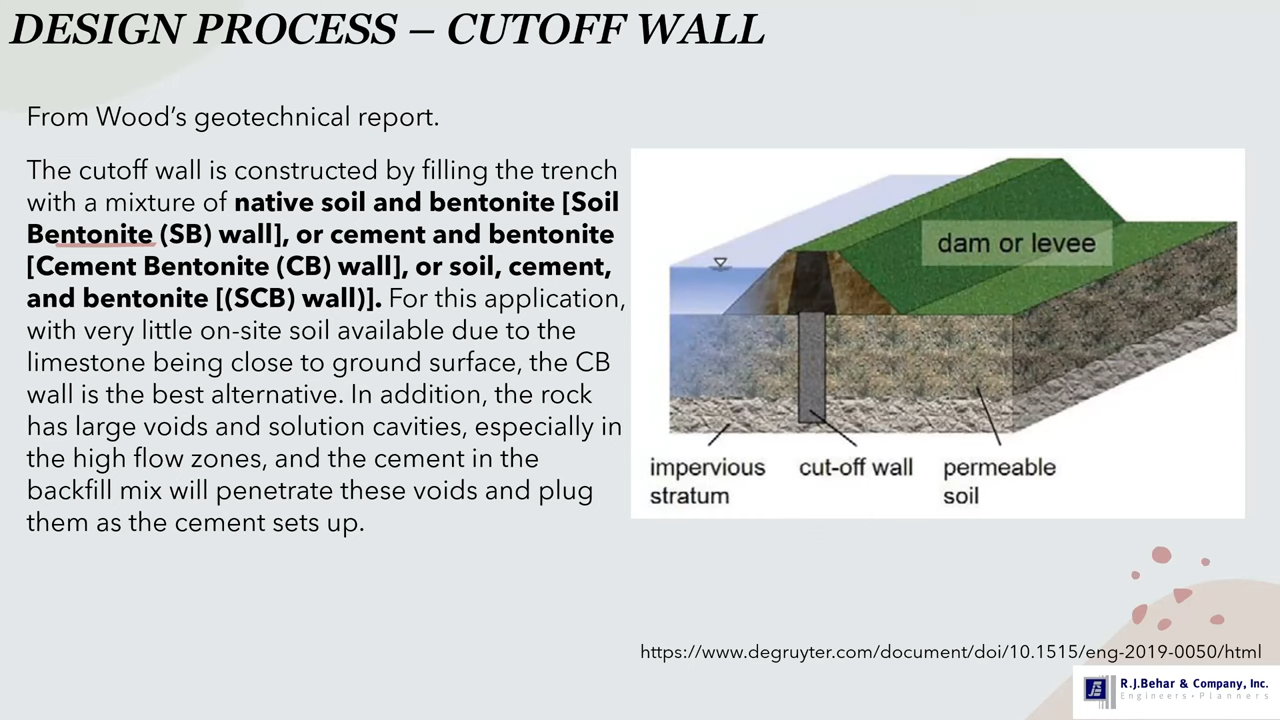 DESIGN PROCESS – CUTOFF WALL
From Wood’s geotechnical report.
The cutoff wall is constructed by filling the trench
with a mixture of native soil and bentonite [Soil
Bentonite (SB) wall], or cement and bentonite
[Cement Bentonite (CB) wall], or soil, cement,
and bentonite [(SCB) wall)]. For this application,
with very little on-site soil available due to the
limestone being close to ground surface, the CB
wall is the best alternative. In addition, the rock
has large voids and solution cavities, especially in
the high flow zones, and the cement in the
backfill mix will penetrate these voids and plug
them as the cement sets up.
dam or levee
impervious
stratum
cut-off wall
permeable
soil
https://www.degruyter.com/document/doi/10.1515/eng-2019-0050/html
R.J.Behar & Company, Inc.
Engineers•Planners